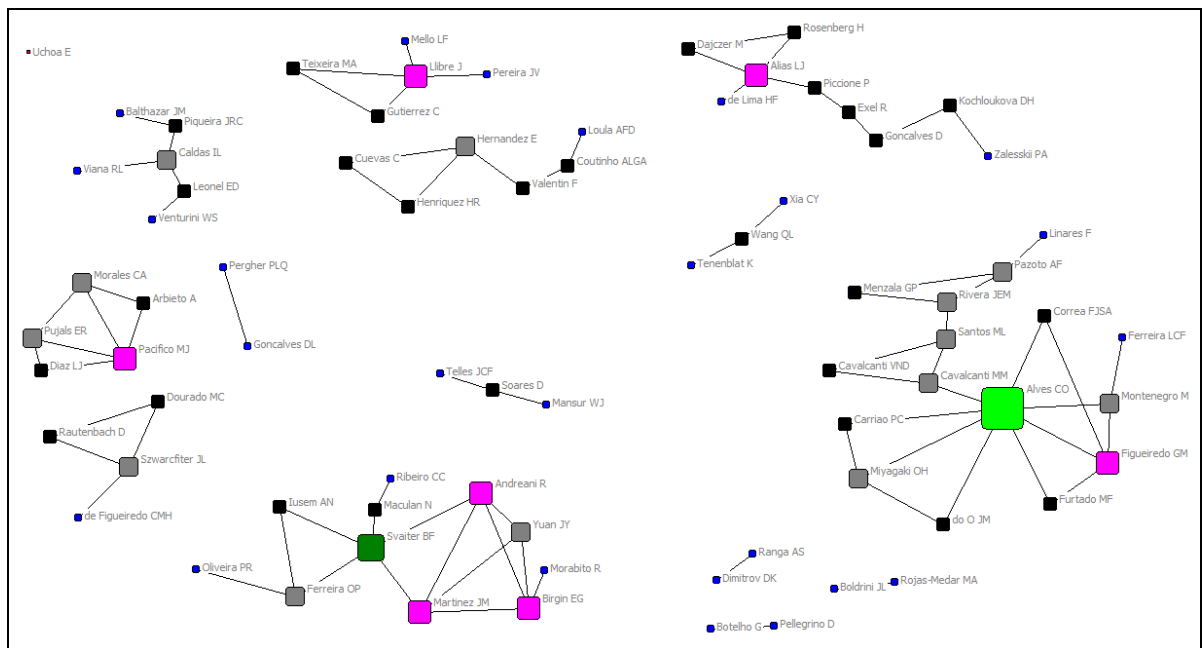 Uchoa E
Mello LF
Teixeira MA
Llibre J
Pereira JV
Gutierrez C
Rosenberg H
Dajczer M
Alias LJ
de Lima HF
Piccione P
Exel R
Kochloukova DH
Goncalves D
Zalesskii PA
Balthazar JM
Piqueira JRC
Caldas IL
Viana RL
Leonel ED
Venturini WS
Hernandez E
Loula AFD
Cuevas C
Coutinho ALGA
Valentin F
Henriquez HR
Xia CY
Wang QL
Tenenblat K
Linares F
Pazoto AF
Menzala GP
Rivera JEM
Santos ML
Correa FJSA
Ferreira LCF
Cavalcanti VND
Cavalcanti MM
Alves CO
Montenegro M
Carriao PC
Figueiredo GM
Miyagaki OH
Furtado MF
do O JM
Morales CA
Arbieto A
Pujals ER
Pacifico MJ
Diaz LJ
Pergher PLQ
Goncalves DL
Telles JCF
Soares D
Mansur WJ
Dourado MC
Rautenbach D
Szwarcfiter JL
de Figueiredo CMH
Ribeiro CC
Andreani R
Iusem AN
Maculan N
Yuan JY
Svaiter BF
Oliveira PR
Morabito R
Ferreira OP
Martinez JM
Birgin EG
Ranga AS
Dimitrov DK
Boldrini JL
Rojas-Medar MA
Botelho G
Pellegrino D